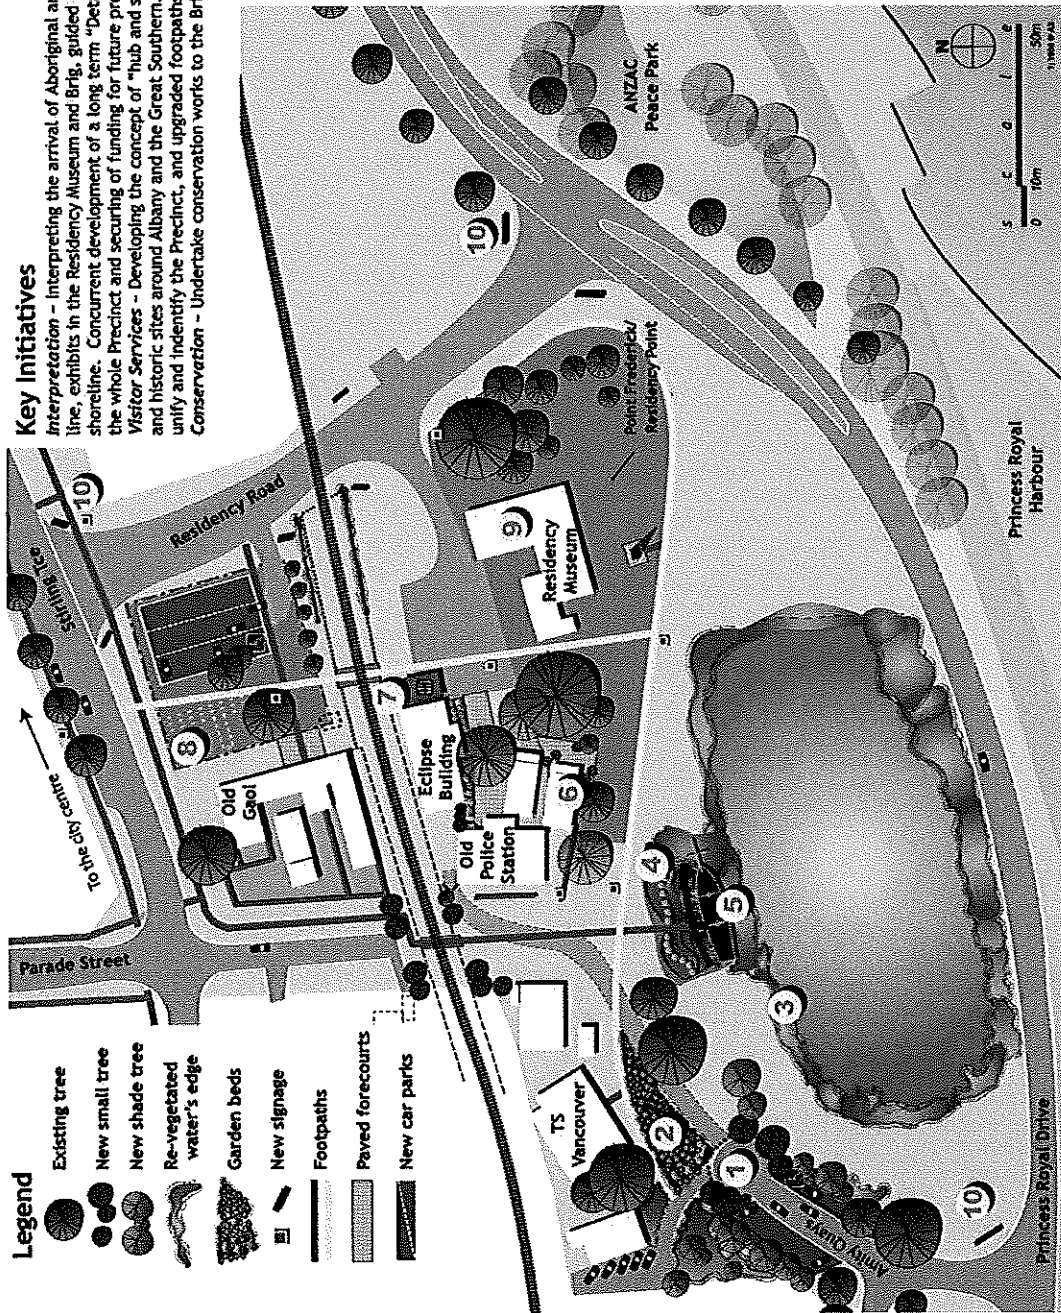 Key Initiatives
Interpretation – Interpreting the arrival of Aboriginal an
line, exhibits in the Residency Museum and Brig, guided
shoreline. Concurrent development of a long term "Det
the whole Precinct and securing of funding for future pr
Visitor Services – Developing the concept of "hub and s
and historic sites around Albany and the Great Southern.
unify and indentify the Precinct, and upgraded footpaths
Conservation – Undertake conservation works to the Bri
Legend
Existing tree
New small tree
New shade tree
Re-vegetated
water's edge
Garden beds
New signage
Footpaths
Paved forecourts
New car parks
To the city centre
Stirling Tce
Parade Street
Residency Road
10
8
Old
Gaol
7
Eclipse
Building
Old
Police
Station
6
9
Residency
Museum
10
Point Frederick/
Residency Point
ANZAC
Peace Park
TS
Vancouver
2
1
4
5
3
Amity Quays
10
Princess Royal Drive
Princess Royal
Harbour
N
Scale
0 10m 50m